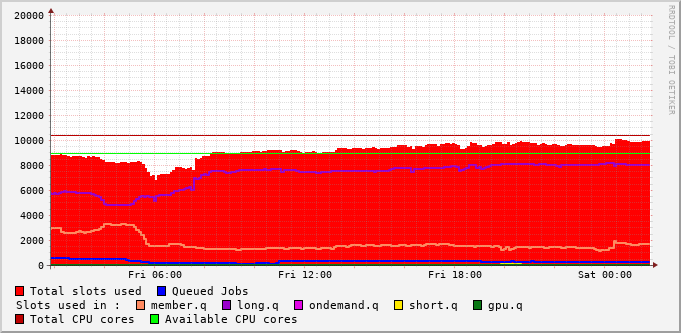 20000
18000
16000
14000
12000
10000
8000
6000
4000
2000
0
Fri 06:00 Fri 12:00 Fri 18:00 Sat 00:00
RRDTOOL / TOBI OETIKER
Total slots used Queued Jobs
Slots used in : member.q long.q ondemand.q short.q gpu.q
Total CPU cores Available CPU cores